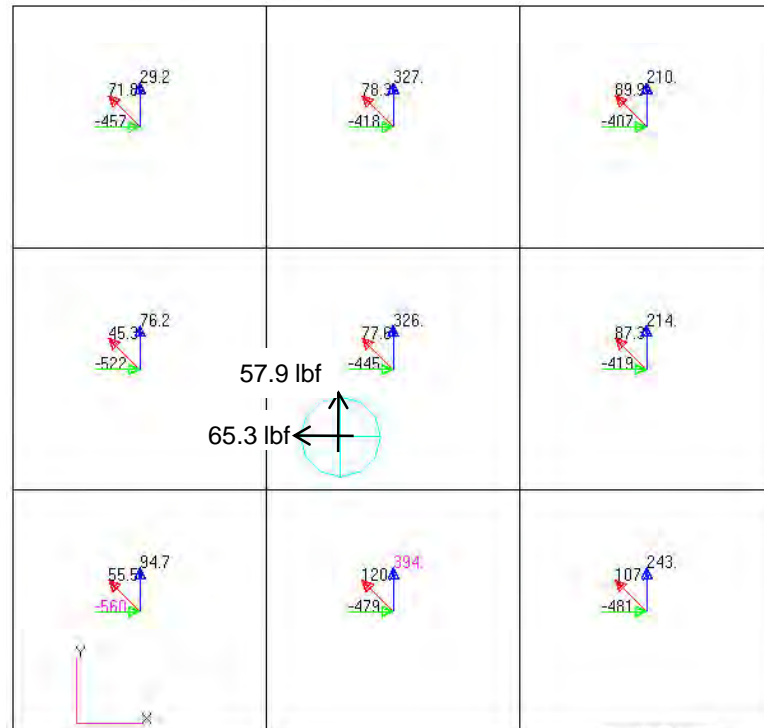 29.2 327. 210.
71.8 78.3 89.9
-457 -418 -407
76.2 326. 214.
45.3 77.6 87.3
-522 -445 -419
57.9 lbf
65.3 lbf
94.7 394. 243.
55.5 120. 107.
-560. -479 -481
Y
X